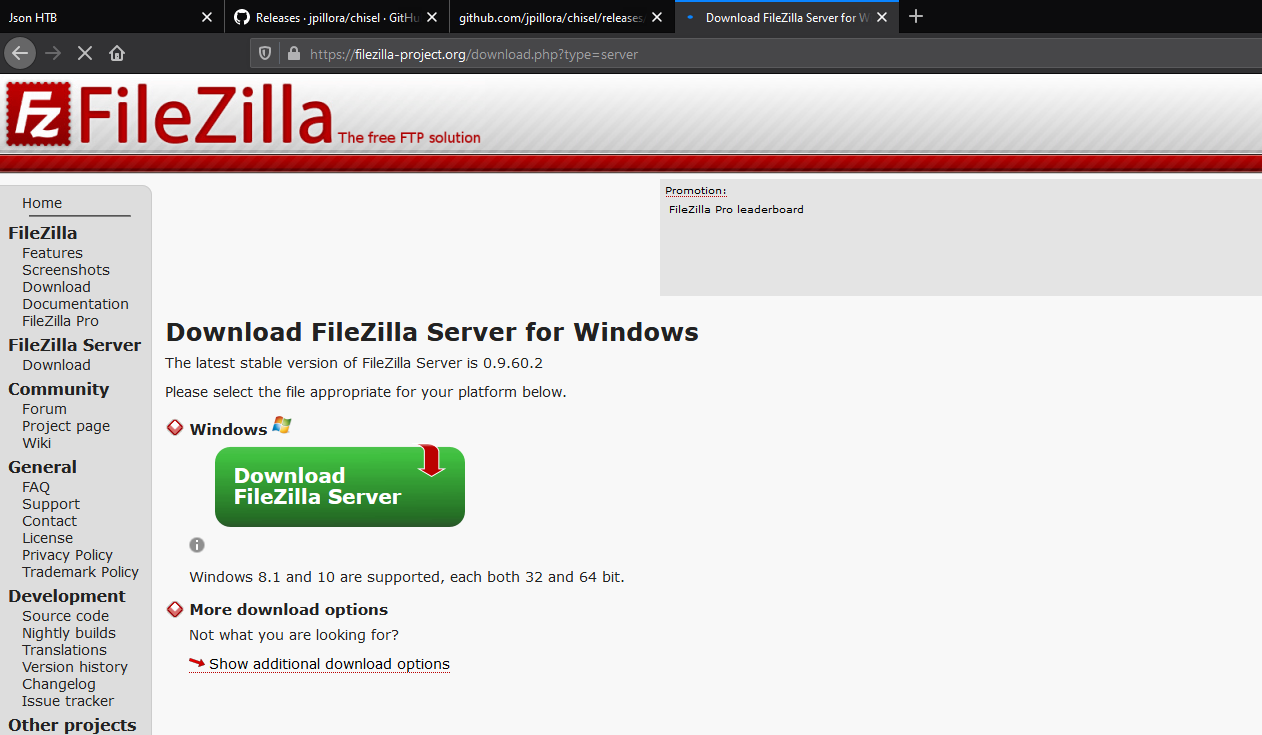 Json HTB
Releases · jpillora/chisel · GitHu
github.com/jpillora/chisel/releases
Download FileZilla Server for W
https://filezilla-project.org/download.php?type=server
Fz
FileZilla
The free FTP solution
Promotion:
FileZilla Pro leaderboard
Home
FileZilla
Features
Screenshots
Download
Documentation
FileZilla Pro
FileZilla Server
Download
Community
Forum
Project page
Wiki
General
FAQ
Support
Contact
License
Privacy Policy
Trademark Policy
Development
Source code
Nightly builds
Translations
Version history
Changelog
Issue tracker
Other projects
Download FileZilla Server for Windows
The latest stable version of FileZilla Server is 0.9.60.2
Please select the file appropriate for your platform below.
Windows
Download
FileZilla Server
Windows 8.1 and 10 are supported, each both 32 and 64 bit.
More download options
Not what you are looking for?
Show additional download options